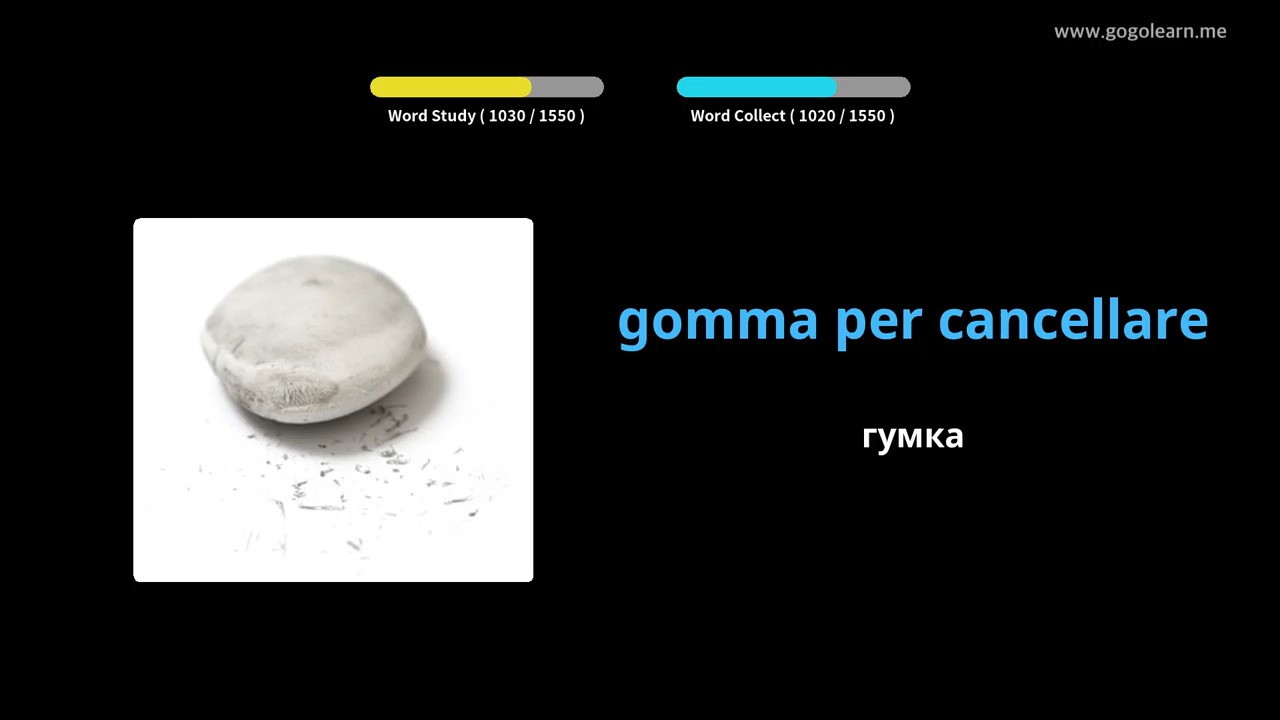 www.gogolearn.me
Word Study ( 1030 / 1550 )
Word Collect ( 1020 / 1550 )
gomma per cancellare
гумка